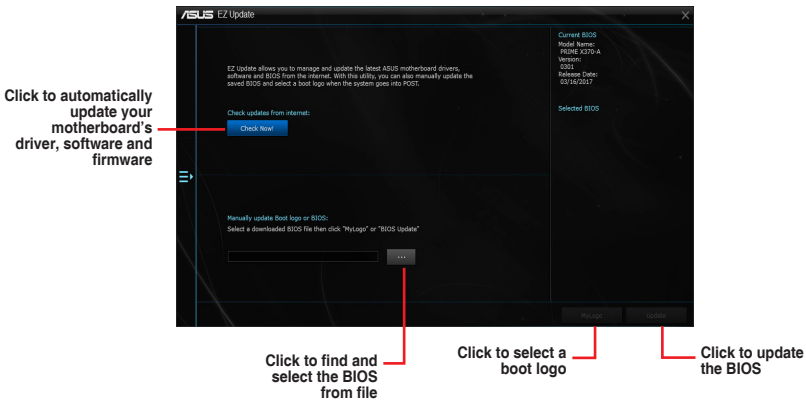 ASUS EZ Update
Current BIOS
Model Name:
PRIME X370-A
Version:
0301
Release Date:
03/16/2017
Selected BIOS
EZ Update allows you to manage and update the latest ASUS motherboard drivers,
software and BIOS from the internet. With this utility, you can also manually update the
saved BIOS and select a boot logo when the system goes into POST.
Check updates from internet:
Check Now!
Click to automatically
update your
motherboard's
driver, software and
firmware
Manually update Boot logo or BIOS:
Select a downloaded BIOS file then click "MyLogo" or "BIOS Update"
...
MyLogo
Update
Click to find and
select the BIOS
from file
Click to select a
boot logo
Click to update
the BIOS